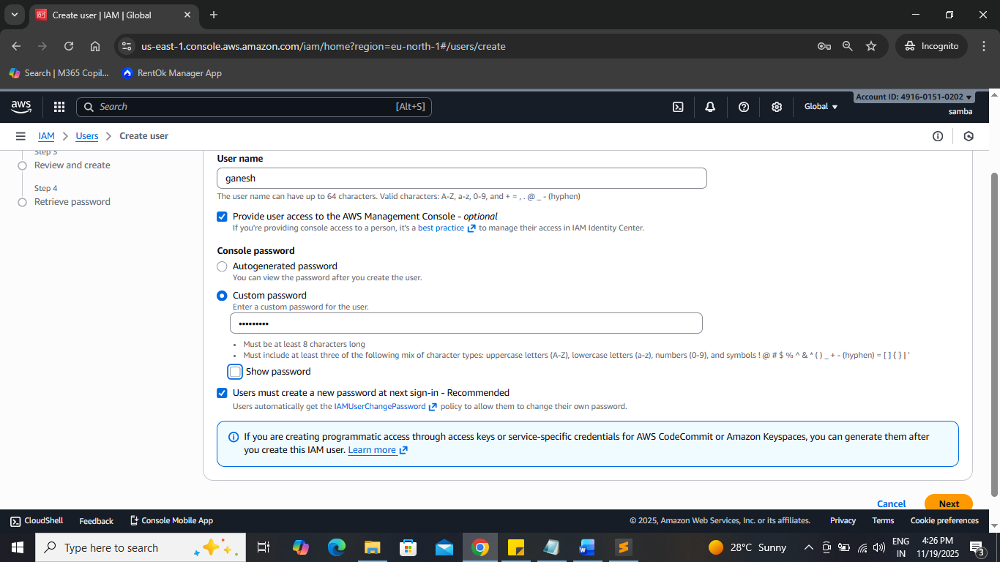 Create user | IAM | Global
us-east-1.console.aws.amazon.com/iam/home?region=eu-north-1#/users/create
Incognito
Search | M365 Copil...
RentOk Manager App
aws
Search
[Alt+S]
Global
Account ID: 4916-0151-0202
samba
IAM
Users
Create user
Step 3
Review and create
Step 4
Retrieve password
User name
ganesh
The user name can have up to 64 characters. Valid characters: A-Z, a-z, 0-9, and + = , . @ _ - (hyphen)
Provide user access to the AWS Management Console - optional
If you're providing console access to a person, it's a best practice to manage their access in IAM Identity Center.
Console password
Autogenerated password
You can view the password after you create the user.
Custom password
Enter a custom password for the user.
•••••••••
• Must be at least 8 characters long
• Must include at least three of the following mix of character types: uppercase letters (A-Z), lowercase letters (a-z), numbers (0-9), and symbols ! @ # $ % ^ & * ( ) _ + - (hyphen) = [ ] { } | '
Show password
Users must create a new password at next sign-in - Recommended
Users automatically get the IAMUserChangePassword policy to allow them to change their own password.
If you are creating programmatic access through access keys or service-specific credentials for AWS CodeCommit or Amazon Keyspaces, you can generate them after
you create this IAM user. Learn more
Cancel
Next
CloudShell
Feedback
Console Mobile App
© 2025, Amazon Web Services, Inc. or its affiliates.
Privacy
Terms
Cookie preferences
Type here to search
28°C Sunny
ENG
IN
4:26 PM
11/19/2025
3